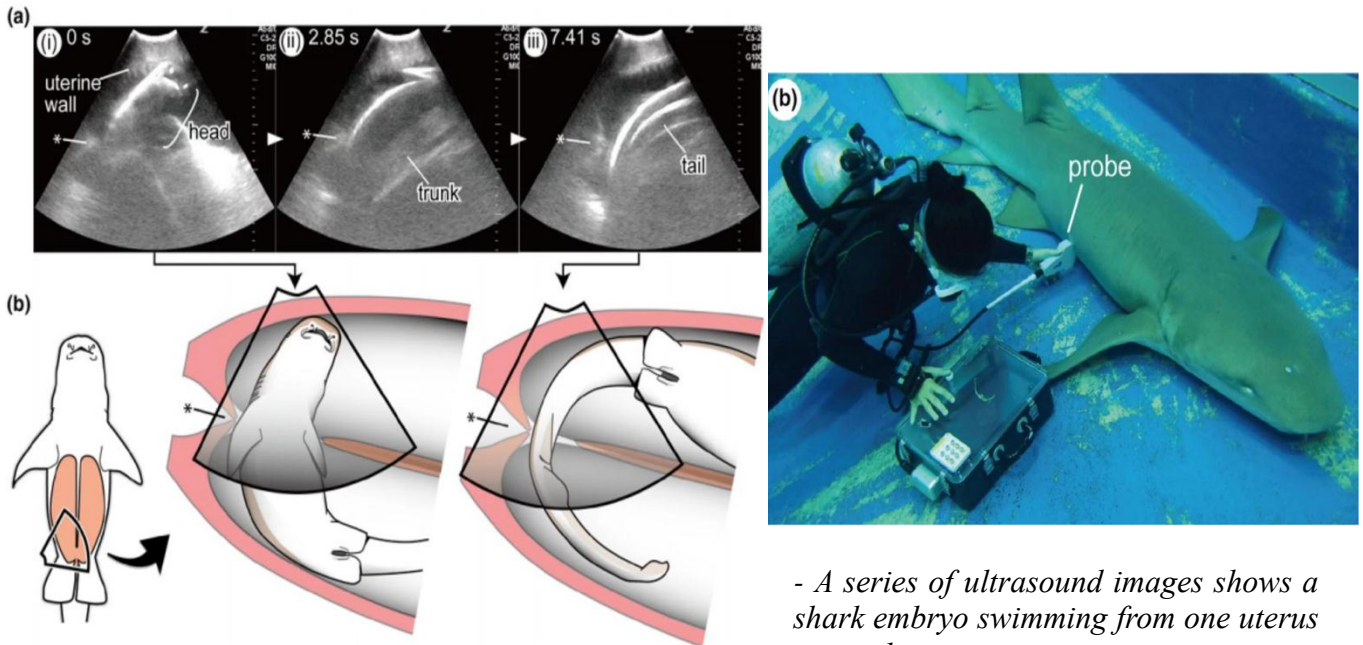 (a)
(i) 0 s
(ii) 2.85 s
(iii) 7.41 s
uterine
wall
*
head
*
trunk
*
tail
(b)
*
*
(b)
probe
- A series of ultrasound images shows a
shark embryo swimming from one uterus